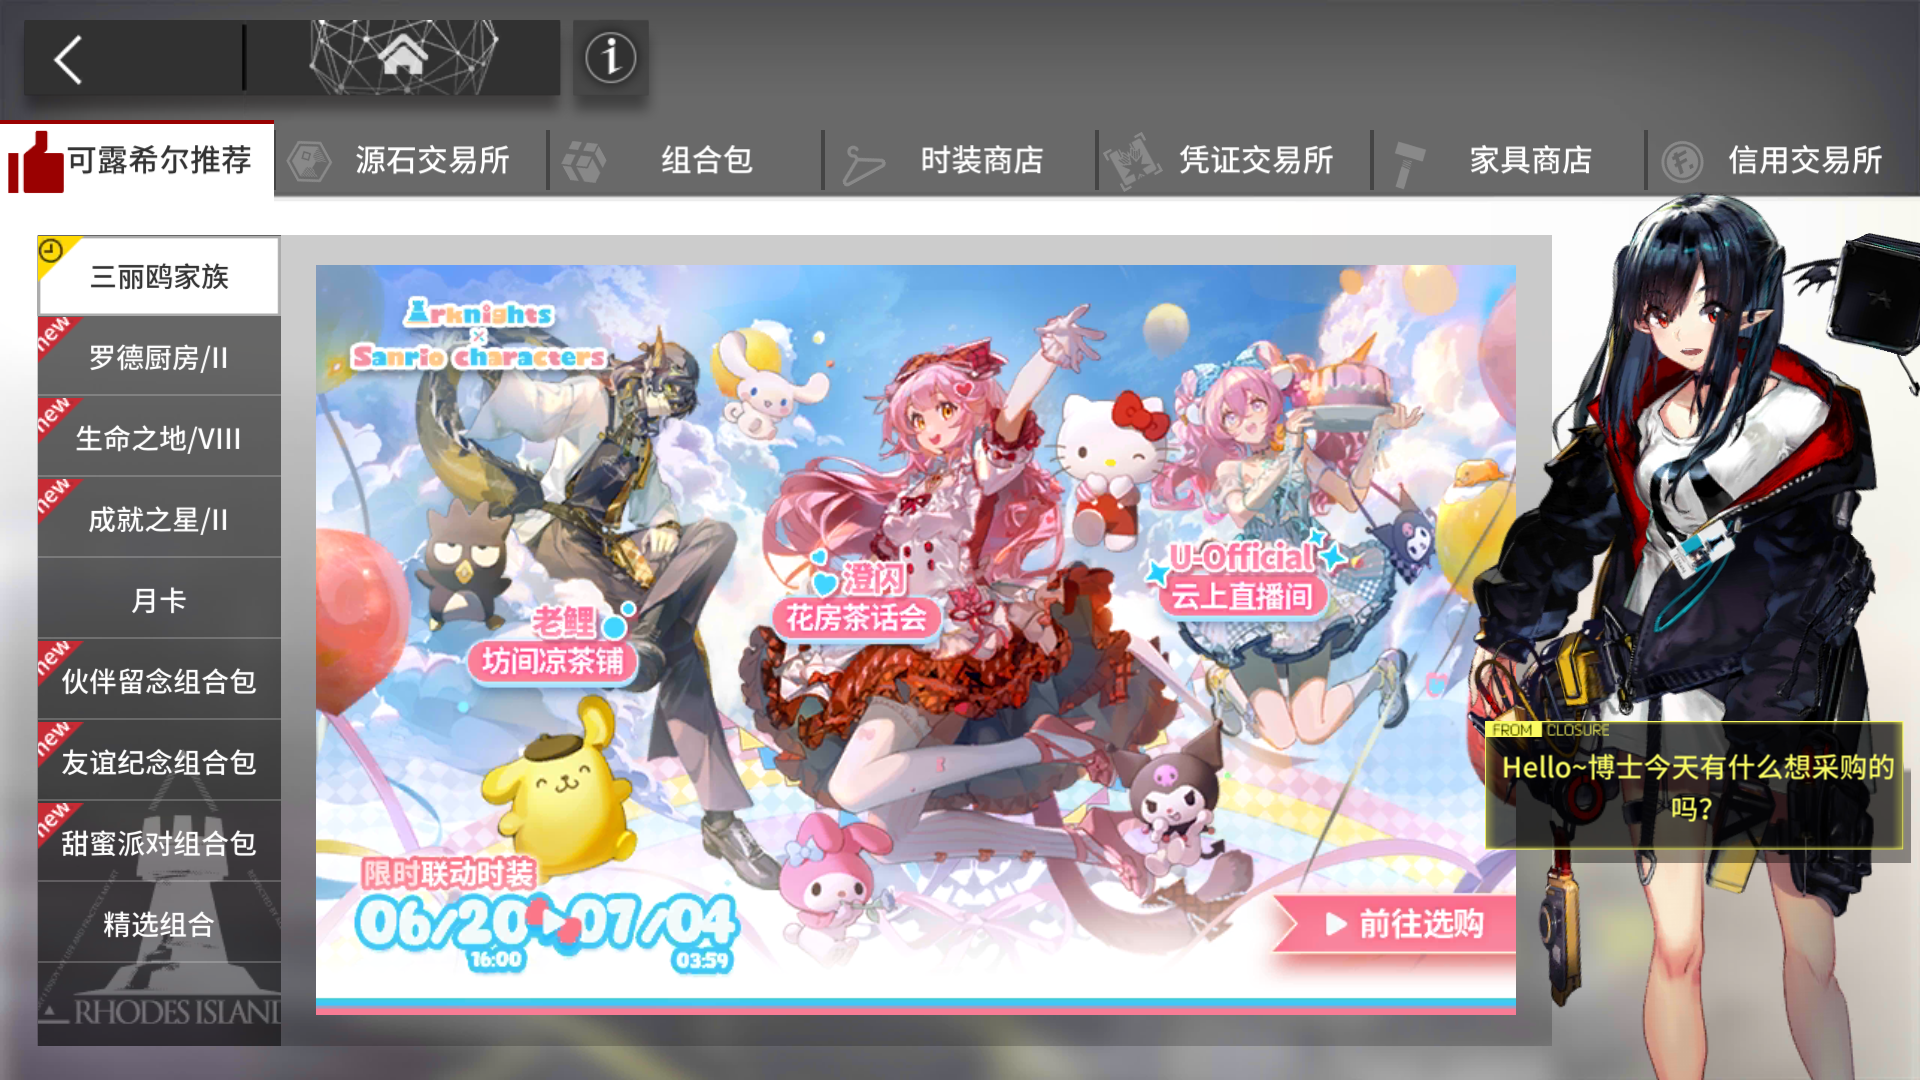 可露希尔推荐
源石交易所
组合包
时装商店
凭证交易所
家具商店
信用交易所
三丽鸥家族
new
罗德厨房/II
new
生命之地/VIII
new
成就之星/II
月卡
new
伙伴留念组合包
new
友谊纪念组合包
new
甜蜜派对组合包
精选组合
RHODES ISLAND
Arknights
×
Sanrio characters
老鲤
坊间凉茶铺
澄闪
花房茶话会
U-Official
云上直播间
限时联动时装
06/20 07/04
16:00 03:59
前往选购
FROM CLOSURE
Hello~博士今天有什么想采购的
吗？